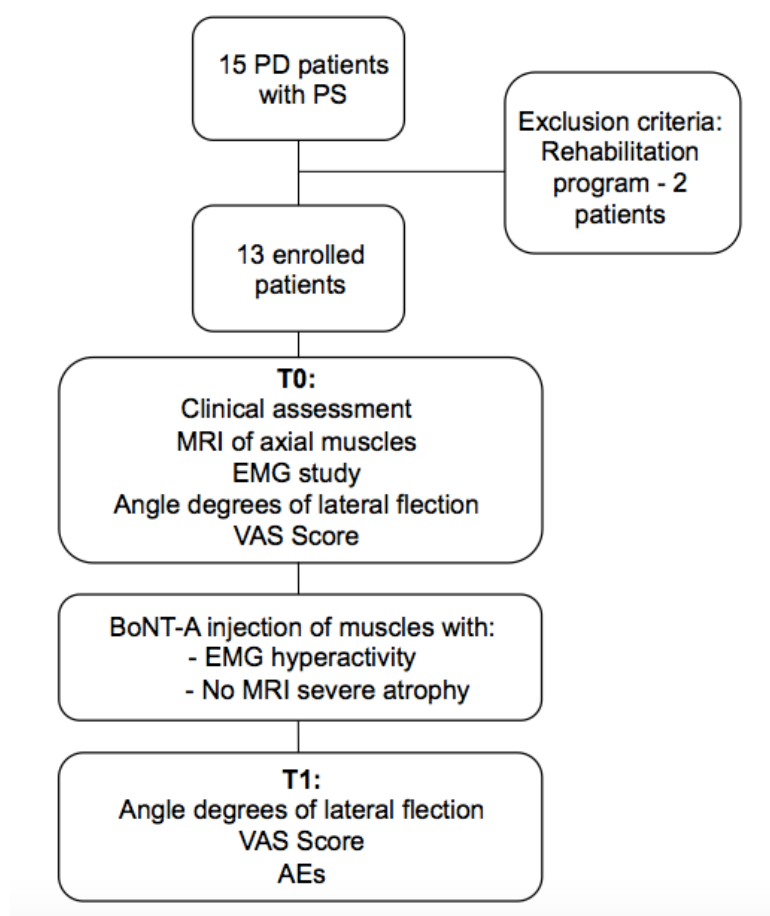 15 PD patients
with PS
Exclusion criteria:
Rehabilitation
program - 2
patients
13 enrolled
patients
T0:
Clinical assessment
MRI of axial muscles
EMG study
Angle degrees of lateral flection
VAS Score
BoNT-A injection of muscles with:
- EMG hyperactivity
- No MRI severe atrophy
T1:
Angle degrees of lateral flection
VAS Score
AEs